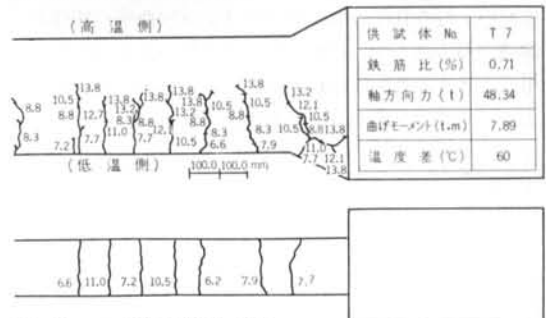 (高温側)
供試体 No T 7
鉄筋比(%) 0.71
軸方向力(t) 48.34
曲げモーメント(t.m) 7.89
温度差(℃) 60
13.8 13.8 13.8 13.8 13.8 13.8 13.2
10.5 13.2 13.8 10.5 10.5 12.1
8.8 8.8 12.7 8.3 13.2 8.8 10.5
8.8 12.1 8.8 10.5 8.8 13.8
8.3 7.7 11.0 7.7 10.5 8.3 8.3 11.0
7.2 6.6 7.9 7.7 12.1
13.8
(低温側)
100.0 100.0 mm
6.6 11.0 7.2 10.5 6.2 7.9 7.7